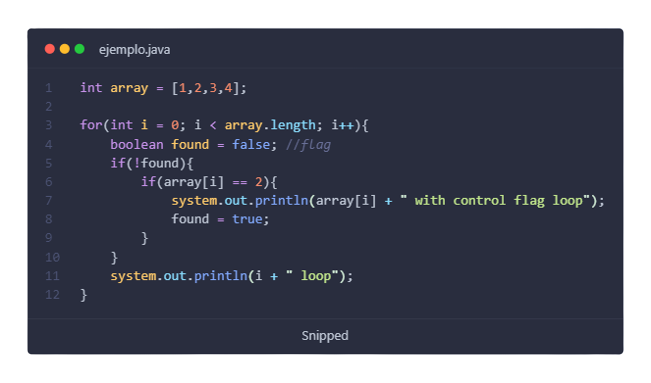 ejemplo.java
1 int array = [1,2,3,4];
2
3 for(int i = 0; i < array.length; i++){
4     boolean found = false; //flag
5     if(!found){
6         if(array[i] == 2){
7             system.out.println(array[i] + " with control flag loop");
8             found = true;
9         }
10     }
11     system.out.println(i + " loop");
12 }
Snipped